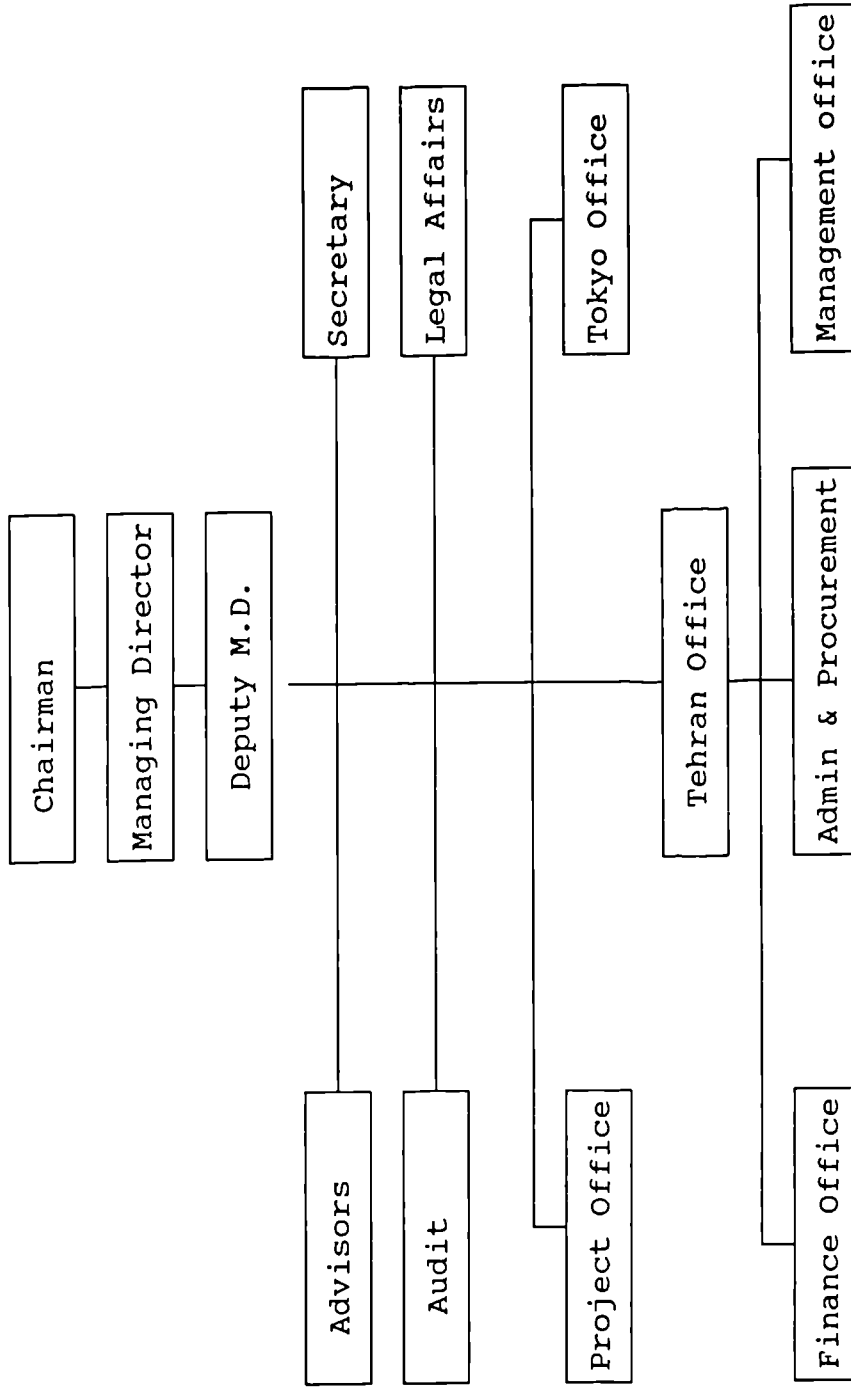 Chairman
Managing Director
Deputy M.D.
Advisors
Secretary
Audit
Legal Affairs
Project Office
Tokyo Office
Tehran Office
Finance Office
Admin & Procurement
Management office